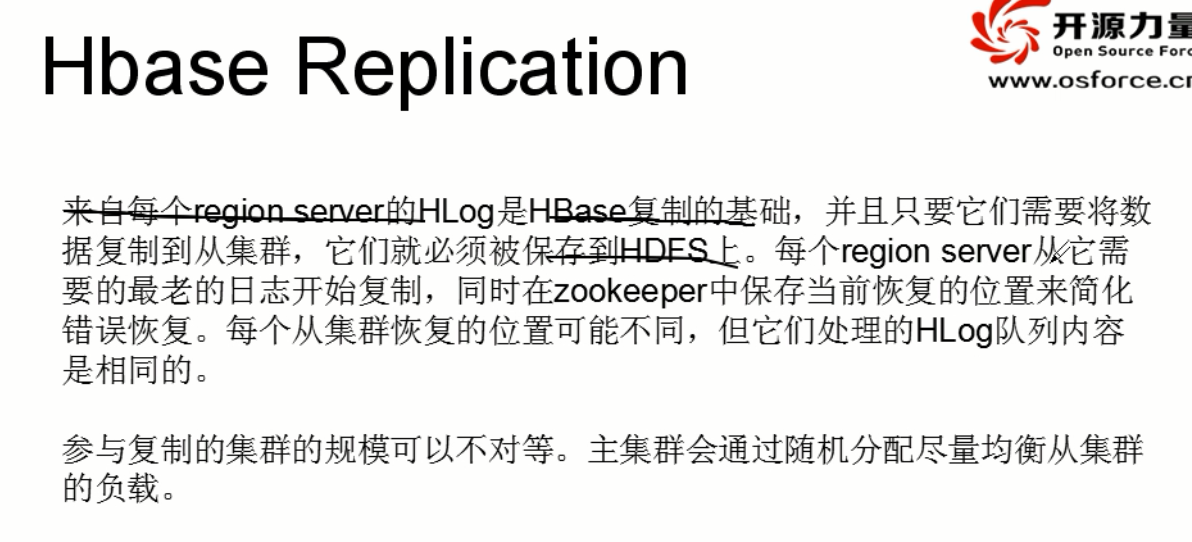 开源力量
Open Source Forc
www.osforce.cn
Hbase Replication
来自每个region server的HLog是HBase复制的基础，并且只要它们需要将数
据复制到从集群，它们就必须被保存到HDFS上。每个region server从它需
要的最老的日志开始复制，同时在zookeeper中保存当前恢复的位置来简化
错误恢复。每个从集群恢复的位置可能不同，但它们处理的HLog队列内容
是相同的。
参与复制的集群的规模可以不对等。主集群会通过随机分配尽量均衡从集群
的负载。